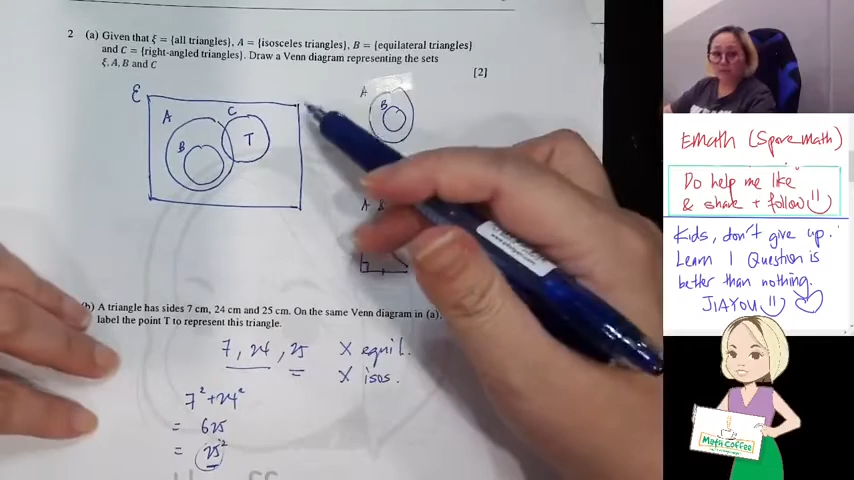 2 (a) Given that ξ = {all triangles}, A = {isosceles triangles}, B = {equilateral triangles}
and C = {right-angled triangles}. Draw a Venn diagram representing the sets
ξ, A, B and C
[2]
ξ
A
B
C
T
A
B
A &
(b) A triangle has sides 7 cm, 24 cm and 25 cm. On the same Venn diagram in (a),
label the point T to represent this triangle.
7, 24, 25 X equil.
X isos.
7² + 24²
= 625
= 25²
EMath (S'pore Math)
Do help me like
& share + follow
Kids, don't give up.
Learn 1 Question is
better than nothing.
JIAYOU
Math Coffee